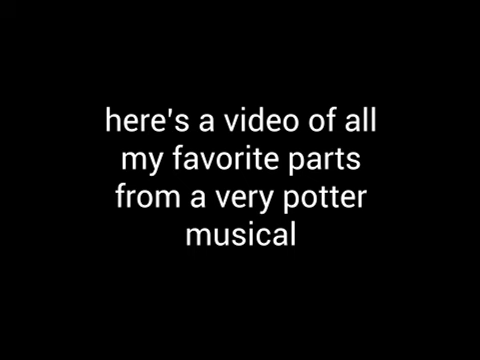 here's a video of all
my favorite parts
from a very potter
musical